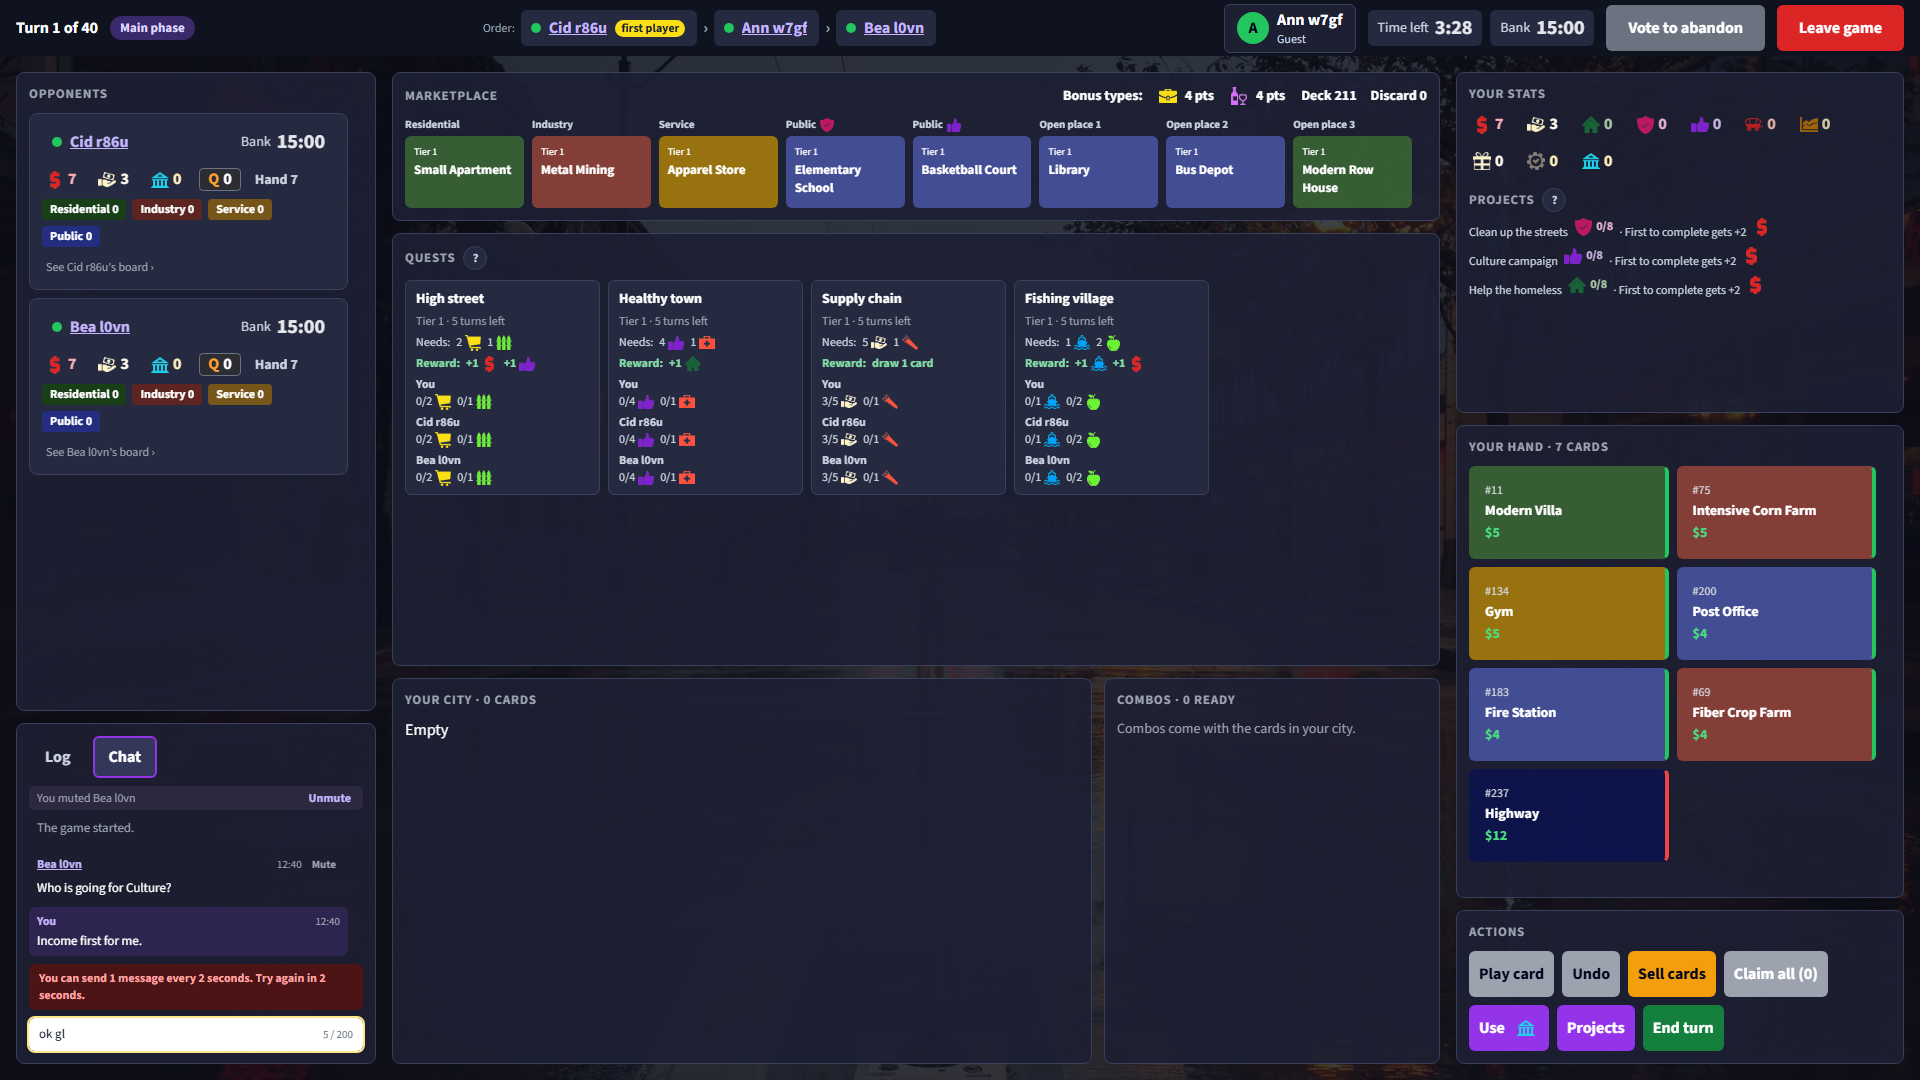 Turn 1 of 40 Main phase
Order: Cid r86u first player › Ann w7gf › Bea l0vn
A Ann w7gf
Guest
Time left 3:28
Bank 15:00
Vote to abandon
Leave game
OPPONENTS
Cid r86u Bank 15:00
$ 7 3 0 Q 0 Hand 7
Residential 0 Industry 0 Service 0
Public 0
See Cid r86u's board ›
Bea l0vn Bank 15:00
$ 7 3 0 Q 0 Hand 7
Residential 0 Industry 0 Service 0
Public 0
See Bea l0vn's board ›
Log Chat
You muted Bea l0vn Unmute
The game started.
Bea l0vn 12:40 Mute
Who is going for Culture?
You 12:40
Income first for me.
You can send 1 message every 2 seconds. Try again in 2
seconds.
ok gl 5 / 200
MARKETPLACE
Bonus types: 4 pts 4 pts Deck 211 Discard 0
Residential Industry Service Public Public Open place 1 Open place 2 Open place 3
Tier 1
Small Apartment
Tier 1
Metal Mining
Tier 1
Apparel Store
Tier 1
Elementary
School
Tier 1
Basketball Court
Tier 1
Library
Tier 1
Bus Depot
Tier 1
Modern Row
House
QUESTS ?
High street
Tier 1 · 5 turns left
Needs: 2 1
Reward: +1 $ +1
You
0/2 0/1
Cid r86u
0/2 0/1
Bea l0vn
0/2 0/1
Healthy town
Tier 1 · 5 turns left
Needs: 4 1
Reward: +1
You
0/4 0/1
Cid r86u
0/4 0/1
Bea l0vn
0/4 0/1
Supply chain
Tier 1 · 5 turns left
Needs: 5 1
Reward: draw 1 card
You
3/5 0/1
Cid r86u
3/5 0/1
Bea l0vn
3/5 0/1
Fishing village
Tier 1 · 5 turns left
Needs: 1 2
Reward: +1 +1 $
You
0/1 0/2
Cid r86u
0/1 0/2
Bea l0vn
0/1 0/2
YOUR CITY · 0 CARDS
Empty
COMBOS · 0 READY
Combos come with the cards in your city.
YOUR STATS
$ 7 3 0 0 0 0 0
0 0 0
PROJECTS ?
Clean up the streets 0/8 · First to complete gets +2 $
Culture campaign 0/8 · First to complete gets +2 $
Help the homeless 0/8 · First to complete gets +2 $
YOUR HAND · 7 CARDS
#11
Modern Villa
$5
#75
Intensive Corn Farm
$5
#134
Gym
$5
#200
Post Office
$4
#183
Fire Station
$4
#69
Fiber Crop Farm
$4
#237
Highway
$12
ACTIONS
Play card Undo Sell cards Claim all (0)
Use Projects End turn